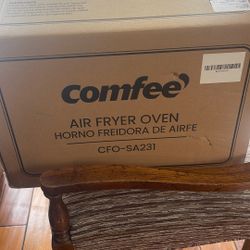 comfee'
AIR FRYER OVEN
HORNO FREIDORA DE AIRFE
CFO-SA231